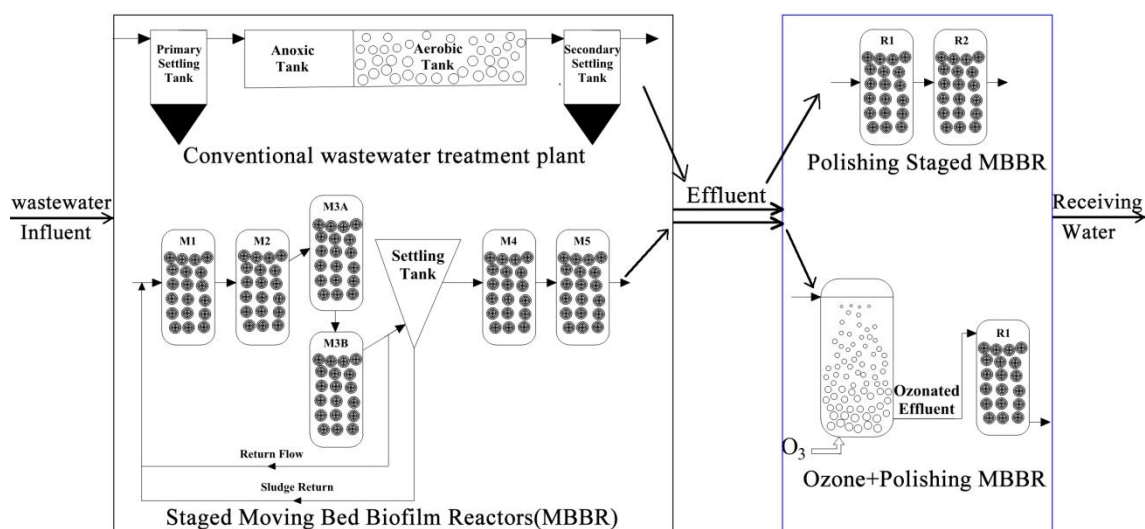 Primary
Settling
Tank
Anoxic
Tank
Aerobic
Tank
Secondary
Settling
Tank
Conventional wastewater treatment plant
wastewater
Influent
M1
M2
M3A
M3B
Settling
Tank
M4
M5
Return Flow
Sludge Return
Staged Moving Bed Biofilm Reactors(MBBR)
Effluent
R1
R2
Polishing Staged MBBR
O3
Ozonated
Effluent
R1
Ozone+Polishing MBBR
Receiving
Water